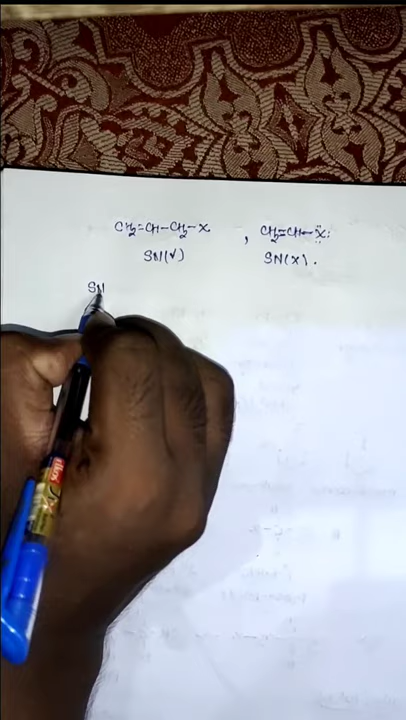 CH2=CH-CH2-X , CH2=CH-Ẍ:
SN(✓) SN(X).
SN